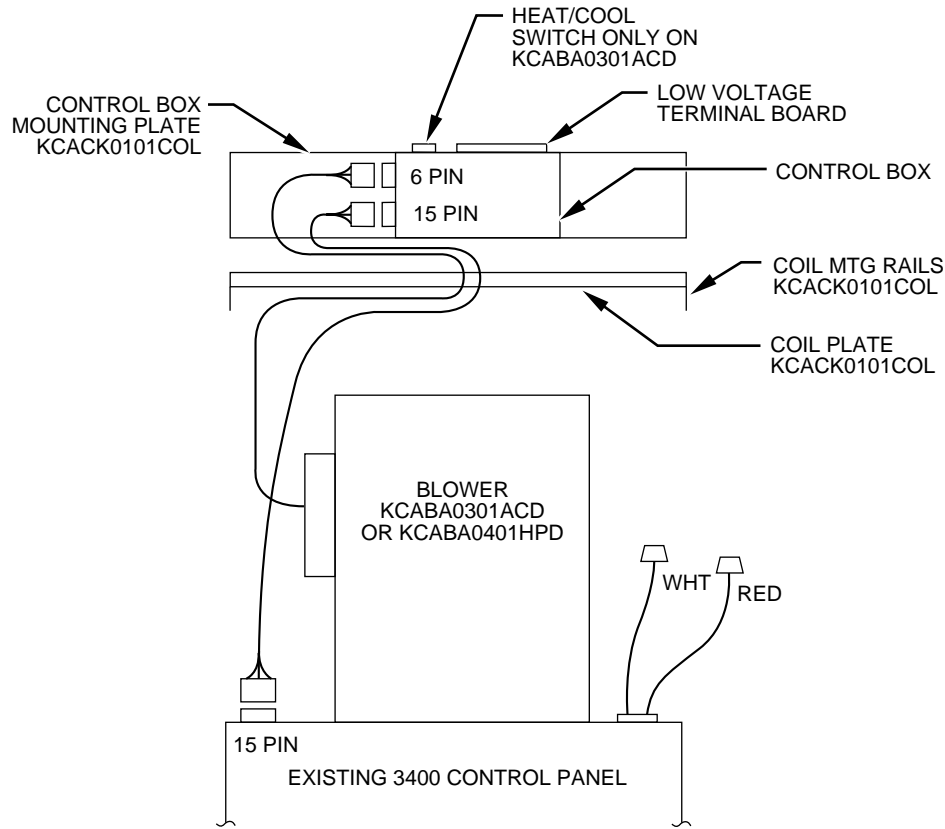 HEAT/COOL
SWITCH ONLY ON
KCABA0301ACD
LOW VOLTAGE
TERMINAL BOARD
CONTROL BOX
MOUNTING PLATE
KCACK0101COL
6 PIN
15 PIN
CONTROL BOX
COIL MTG RAILS
KCACK0101COL
COIL PLATE
KCACK0101COL
BLOWER
KCABA0301ACD
OR KCABA0401HPD
WHT
RED
15 PIN
EXISTING 3400 CONTROL PANEL